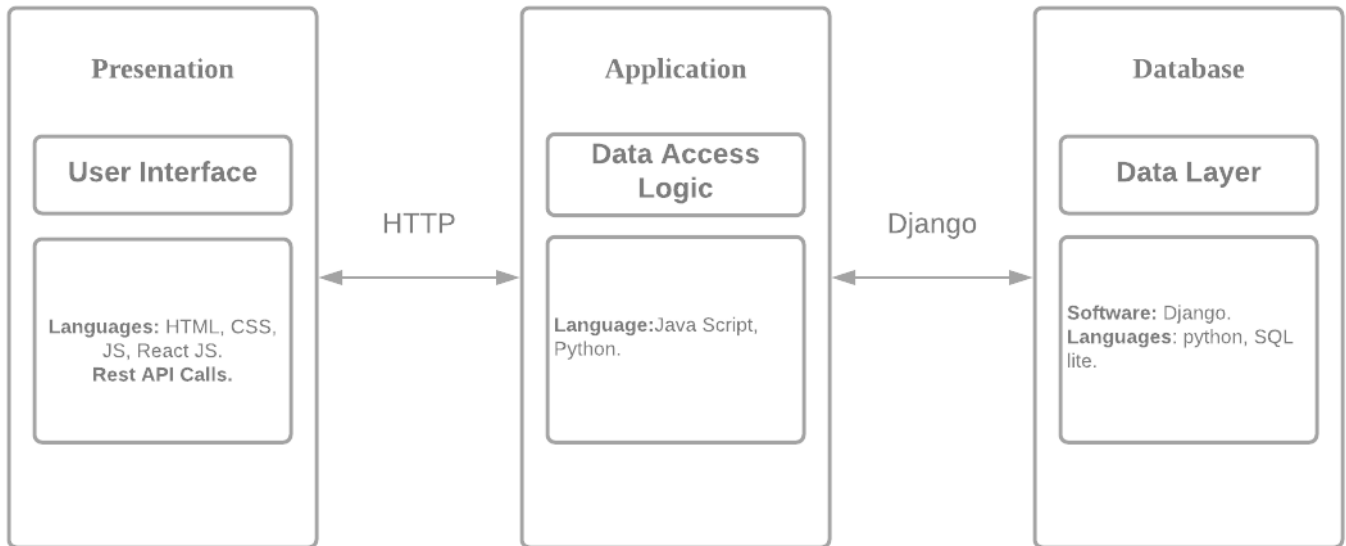 Presenation
User Interface
Languages: HTML, CSS,
JS, React JS.
Rest API Calls.
HTTP
Application
Data Access
Logic
Language:Java Script,
Python.
Django
Database
Data Layer
Software: Django.
Languages: python, SQL
lite.